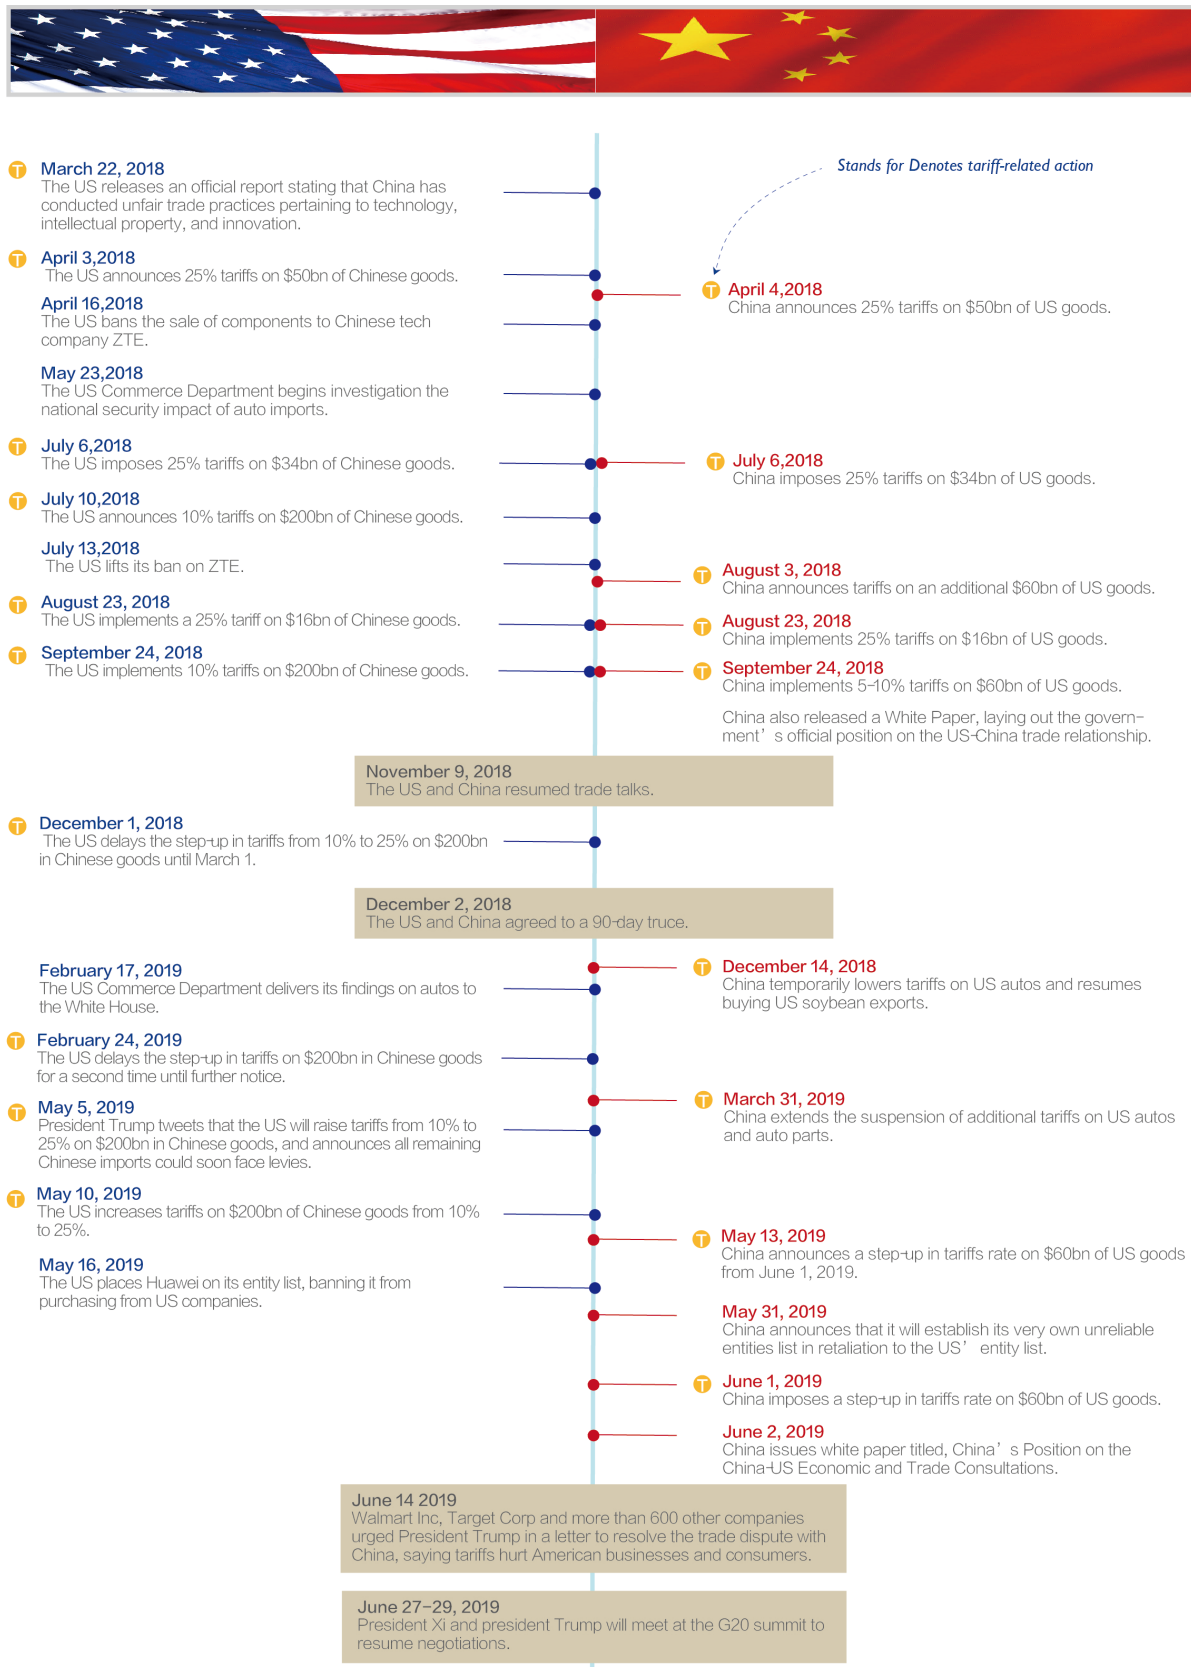 Stands for Denotes tariff-related action
T
March 22, 2018
The US releases an official report stating that China has
conducted unfair trade practices pertaining to technology,
intellectual property, and innovation.
T
April 3,2018
The US announces 25% tariffs on $50bn of Chinese goods.
T
April 4,2018
China announces 25% tariffs on $50bn of US goods.
April 16,2018
The US bans the sale of components to Chinese tech
company ZTE.
May 23,2018
The US Commerce Department begins investigation the
national security impact of auto imports.
T
July 6,2018
The US imposes 25% tariffs on $34bn of Chinese goods.
T
July 6,2018
China imposes 25% tariffs on $34bn of US goods.
T
July 10,2018
The US announces 10% tariffs on $200bn of Chinese goods.
July 13,2018
The US lifts its ban on ZTE.
T
August 3, 2018
China announces tariffs on an additional $60bn of US goods.
T
August 23, 2018
The US implements a 25% tariff on $16bn of Chinese goods.
T
August 23, 2018
China implements 25% tariffs on $16bn of US goods.
T
September 24, 2018
The US implements 10% tariffs on $200bn of Chinese goods.
T
September 24, 2018
China implements 5-10% tariffs on $60bn of US goods.
China also released a White Paper, laying out the govern-
ment's official position on the US-China trade relationship.
November 9, 2018
The US and China resumed trade talks.
T
December 1, 2018
The US delays the step-up in tariffs from 10% to 25% on $200bn
in Chinese goods until March 1.
December 2, 2018
The US and China agreed to a 90-day truce.
T
December 14, 2018
China temporarily lowers tariffs on US autos and resumes
buying US soybean exports.
February 17, 2019
The US Commerce Department delivers its findings on autos to
the White House.
T
February 24, 2019
The US delays the step-up in tariffs on $200bn in Chinese goods
for a second time until further notice.
T
March 31, 2019
China extends the suspension of additional tariffs on US autos
and auto parts.
T
May 5, 2019
President Trump tweets that the US will raise tariffs from 10% to
25% on $200bn in Chinese goods, and announces all remaining
Chinese imports could soon face levies.
T
May 10, 2019
The US increases tariffs on $200bn of Chinese goods from 10%
to 25%.
T
May 13, 2019
China announces a step-up in tariffs rate on $60bn of US goods
from June 1, 2019.
May 16, 2019
The US places Huawei on its entity list, banning it from
purchasing from US companies.
May 31, 2019
China announces that it will establish its very own unreliable
entities list in retaliation to the US' entity list.
T
June 1, 2019
China imposes a step-up in tariffs rate on $60bn of US goods.
June 2, 2019
China issues white paper titled, China's Position on the
China-US Economic and Trade Consultations.
June 14 2019
Walmart Inc, Target Corp and more than 600 other companies
urged President Trump in a letter to resolve the trade dispute with
China, saying tariffs hurt American businesses and consumers.
June 27-29, 2019
President Xi and president Trump will meet at the G20 summit to
resume negotiations.